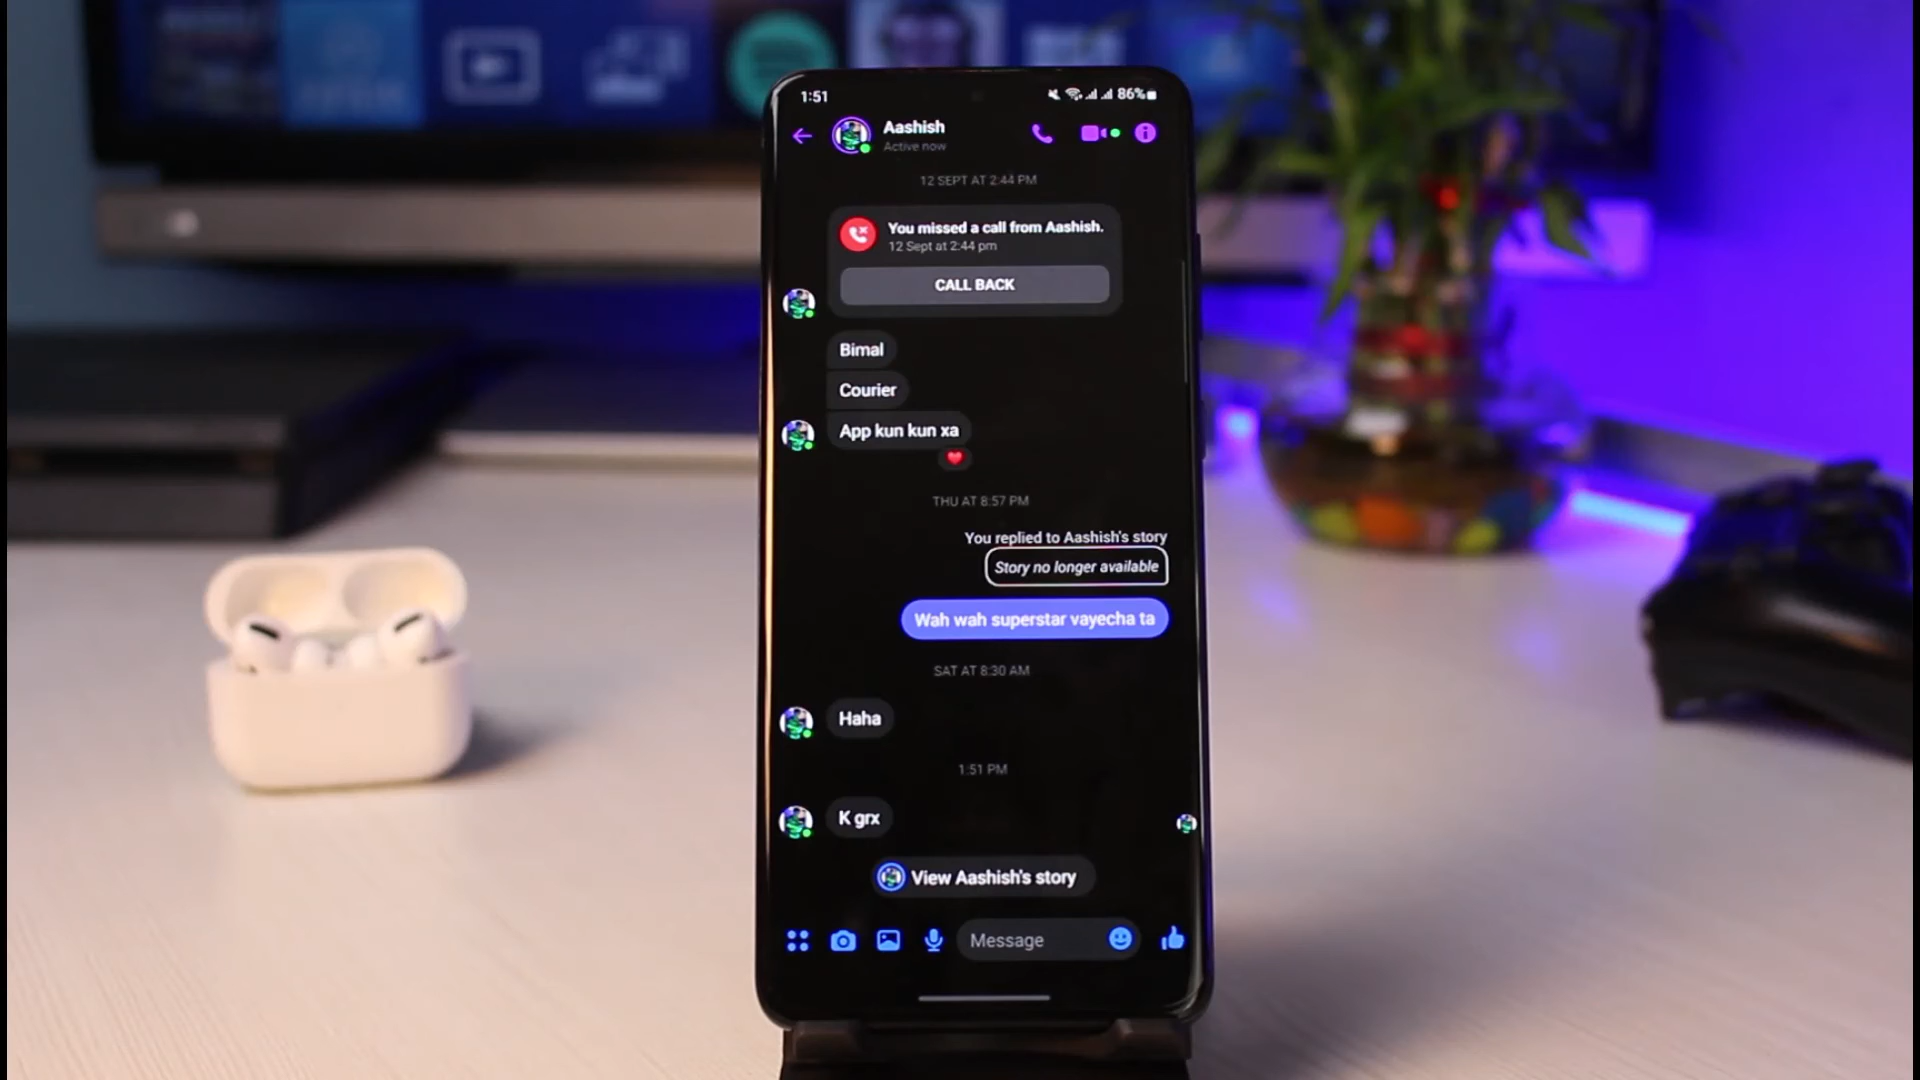 1:51
86%
Aashish
Active now
12 SEPT AT 2:44 PM
You missed a call from Aashish.
12 Sept at 2:44 pm
CALL BACK
Bimal
Courier
App kun kun xa
THU AT 8:57 PM
You replied to Aashish's story
Story no longer available
Wah wah superstar vayecha ta
SAT AT 8:30 AM
Haha
1:51 PM
K grx
View Aashish's story
Message